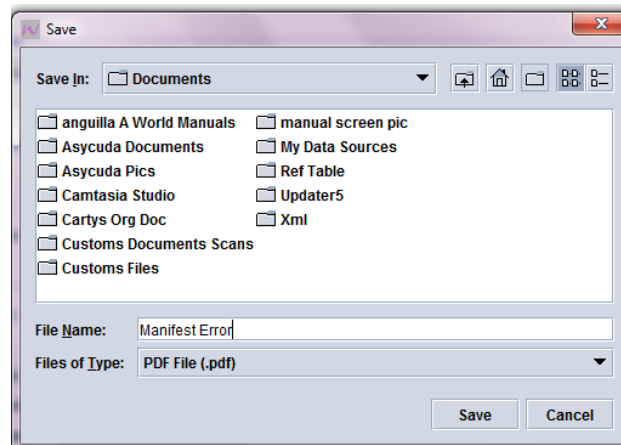 Save
Save In: Documents
anguilla A World Manuals manual screen pic
Asycuda Documents My Data Sources
Asycuda Pics Ref Table
Camtasia Studio Updater5
Cartys Org Doc Xml
Customs Documents Scans
Customs Files
File Name: Manifest Error
Files of Type: PDF File (.pdf)
Save Cancel